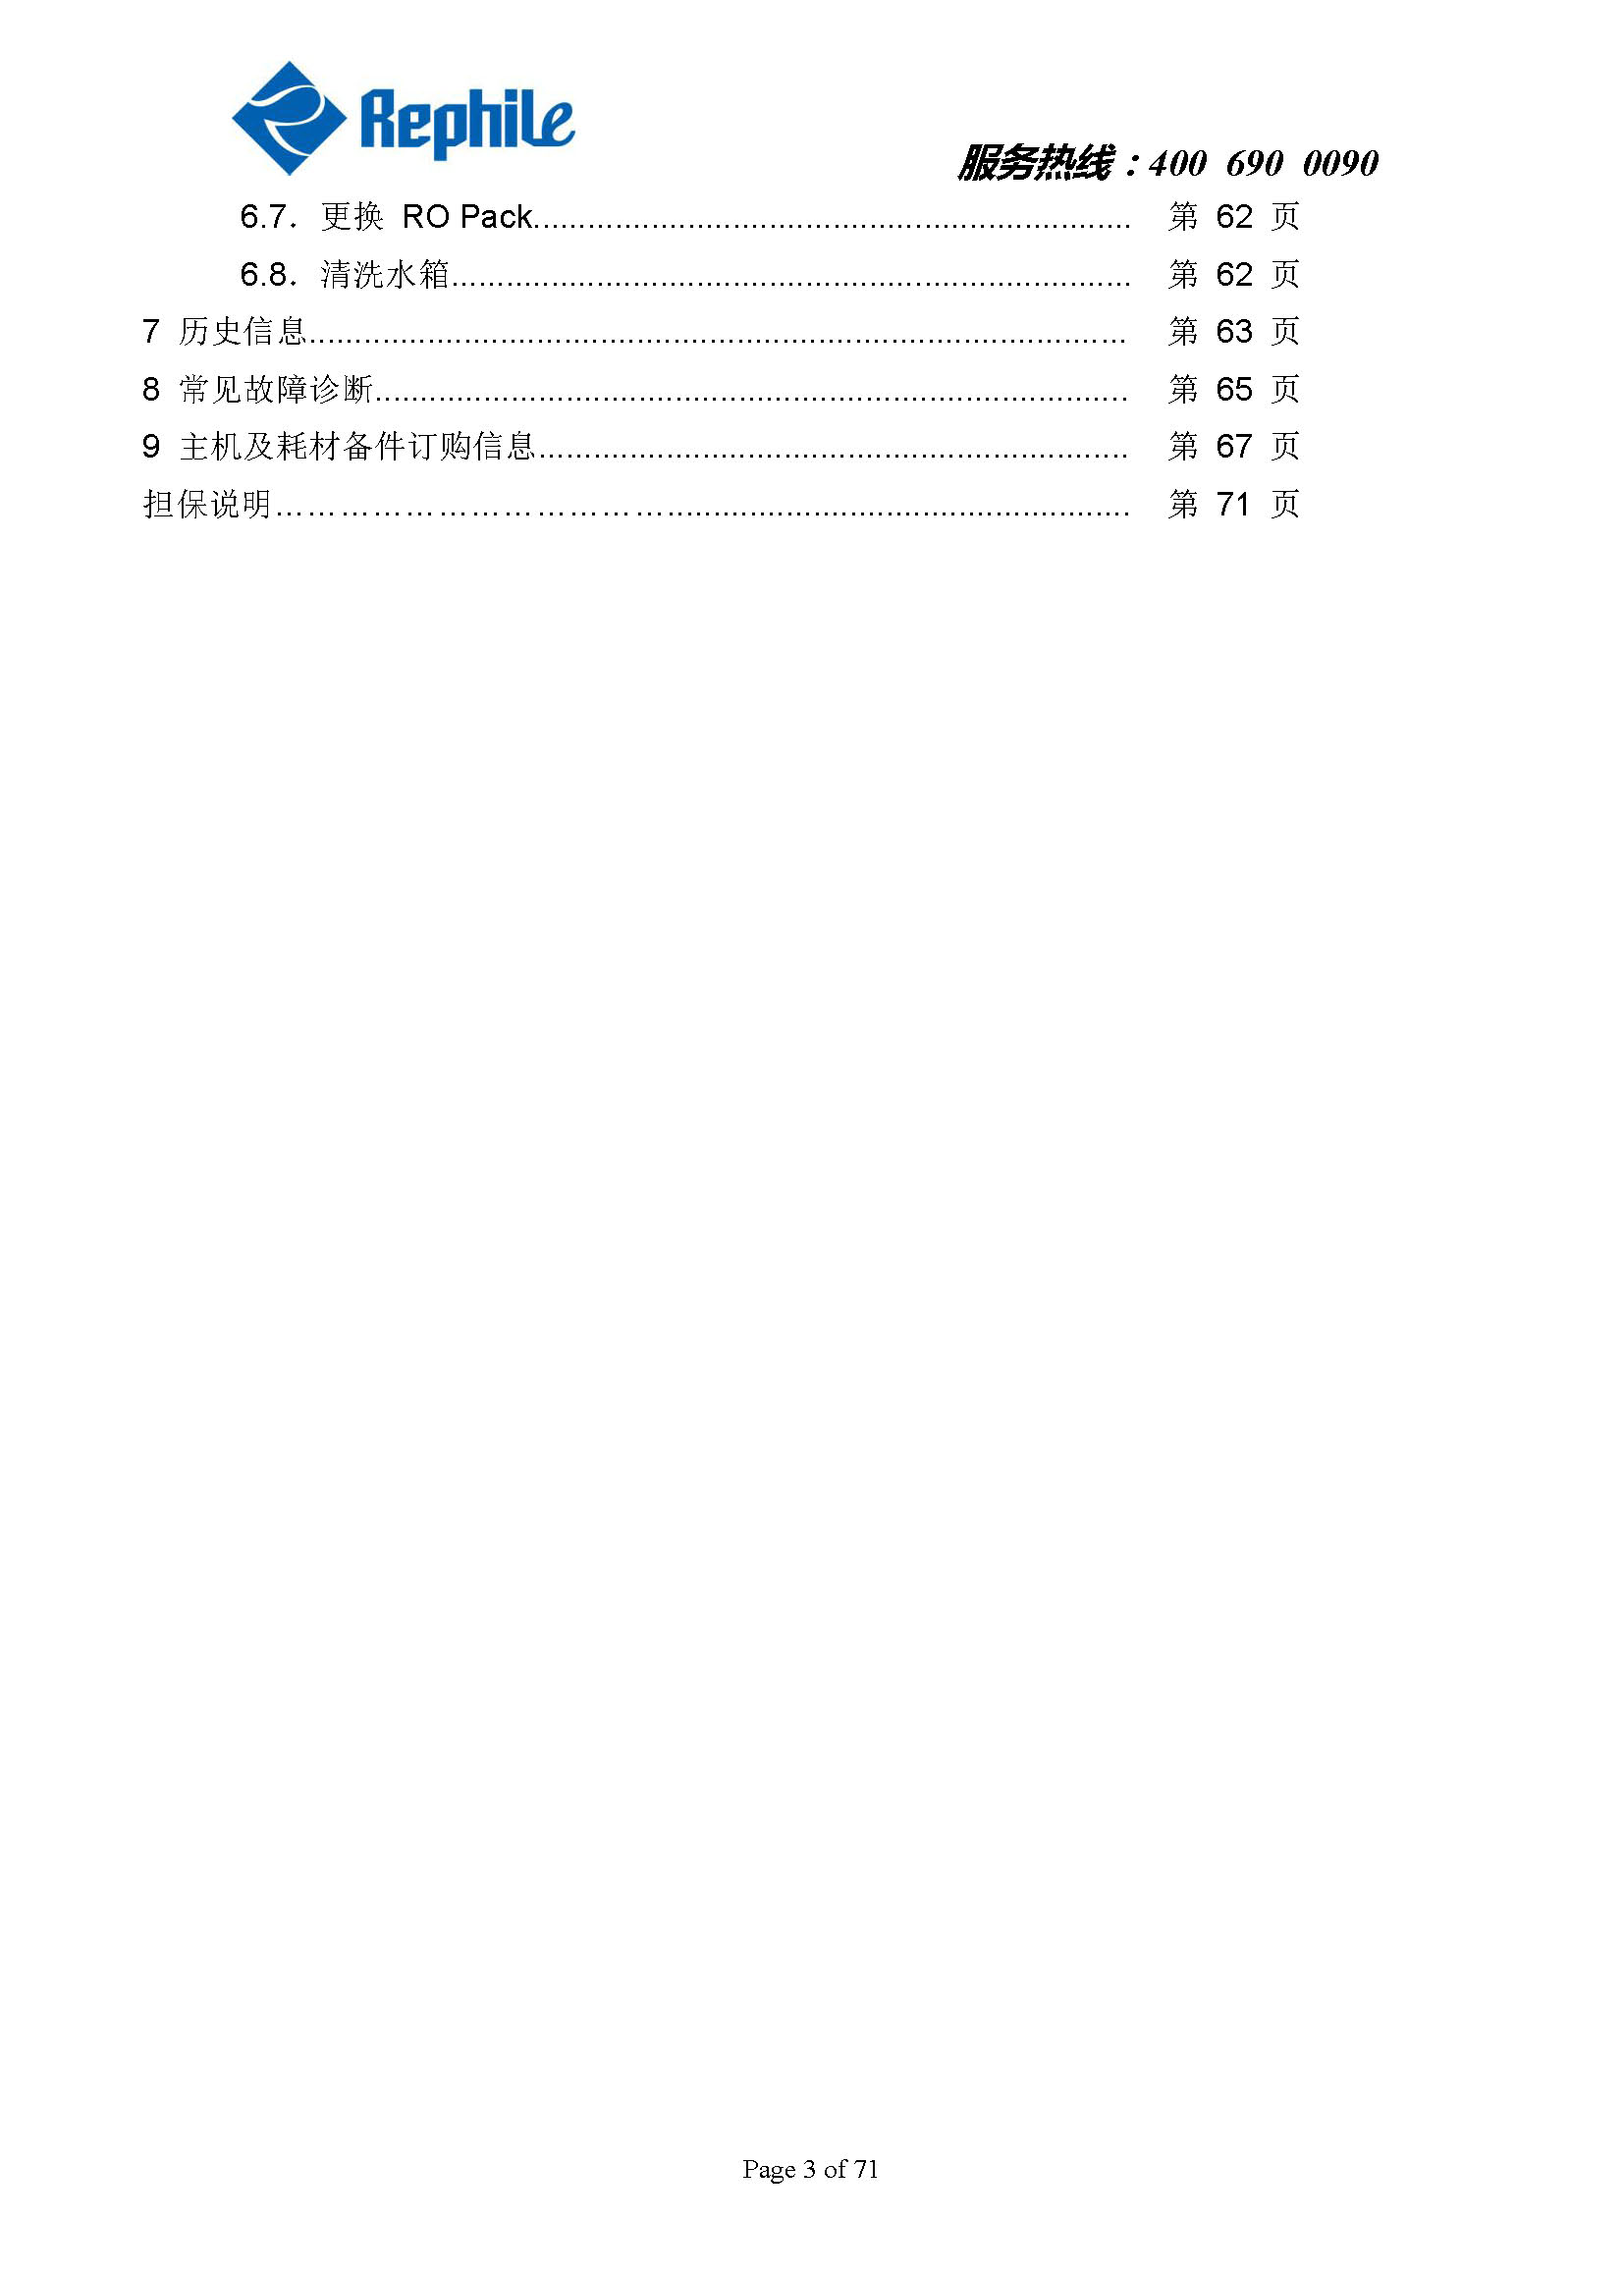 Rephile
服务热线：400 690 0090
6.7. 更换 RO Pack.................................................................. 第 62 页
6.8. 清洗水箱........................................................................... 第 62 页
7 历史信息.......................................................................................... 第 63 页
8 常见故障诊断................................................................................... 第 65 页
9 主机及耗材备件订购信息................................................................. 第 67 页
担保说明…………………………………................................................... 第 71 页
Page 3 of 71